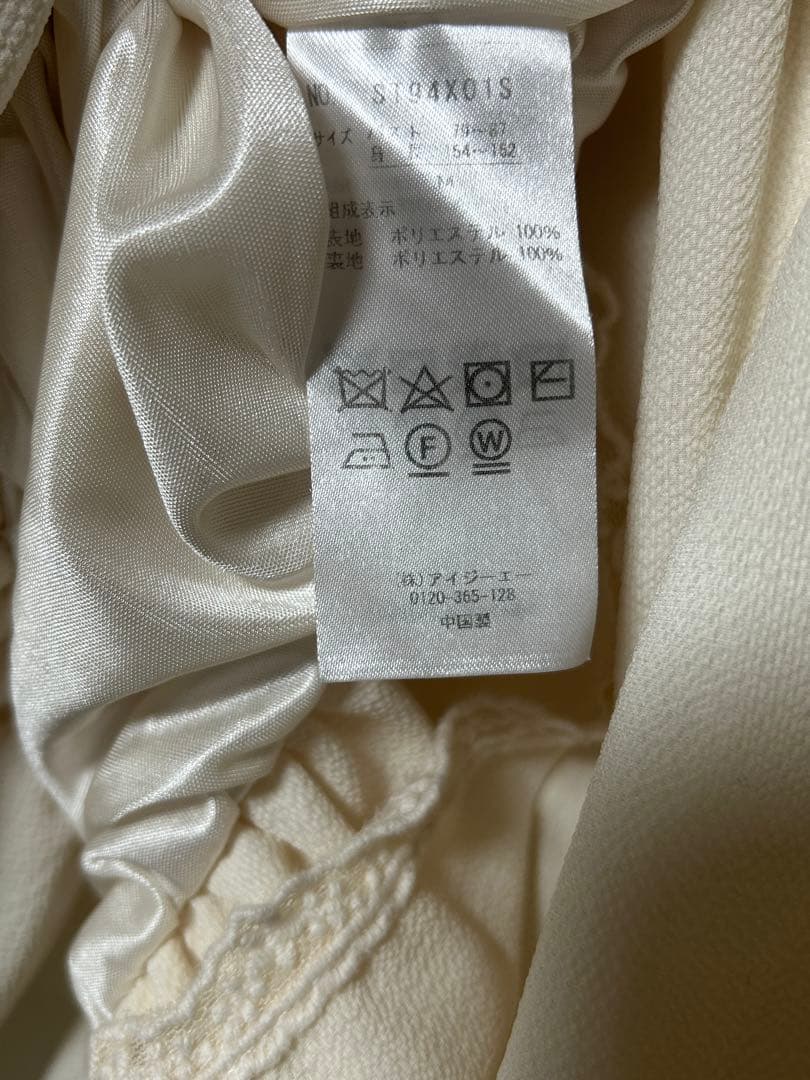 NO ST94X01S
サイズ バスト 79～87
身 長 154～162
M
組成表示
表地 ポリエステル 100%
裏地 ポリエステル 100%
F W
(株)アイジーエー
0120-365-128
中国製